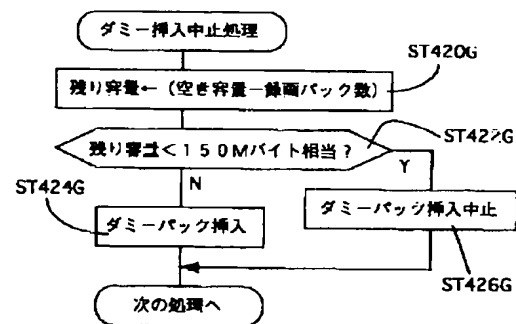 ダミー挿入中止処理
ST420G
残り容量←(空き容量−録画パック数)
ST422G
残り容量<150Mバイト相当?
ST424G
N
Y
ダミーパック挿入
ダミーパッジ挿入中止
ST426G
次の処理へ